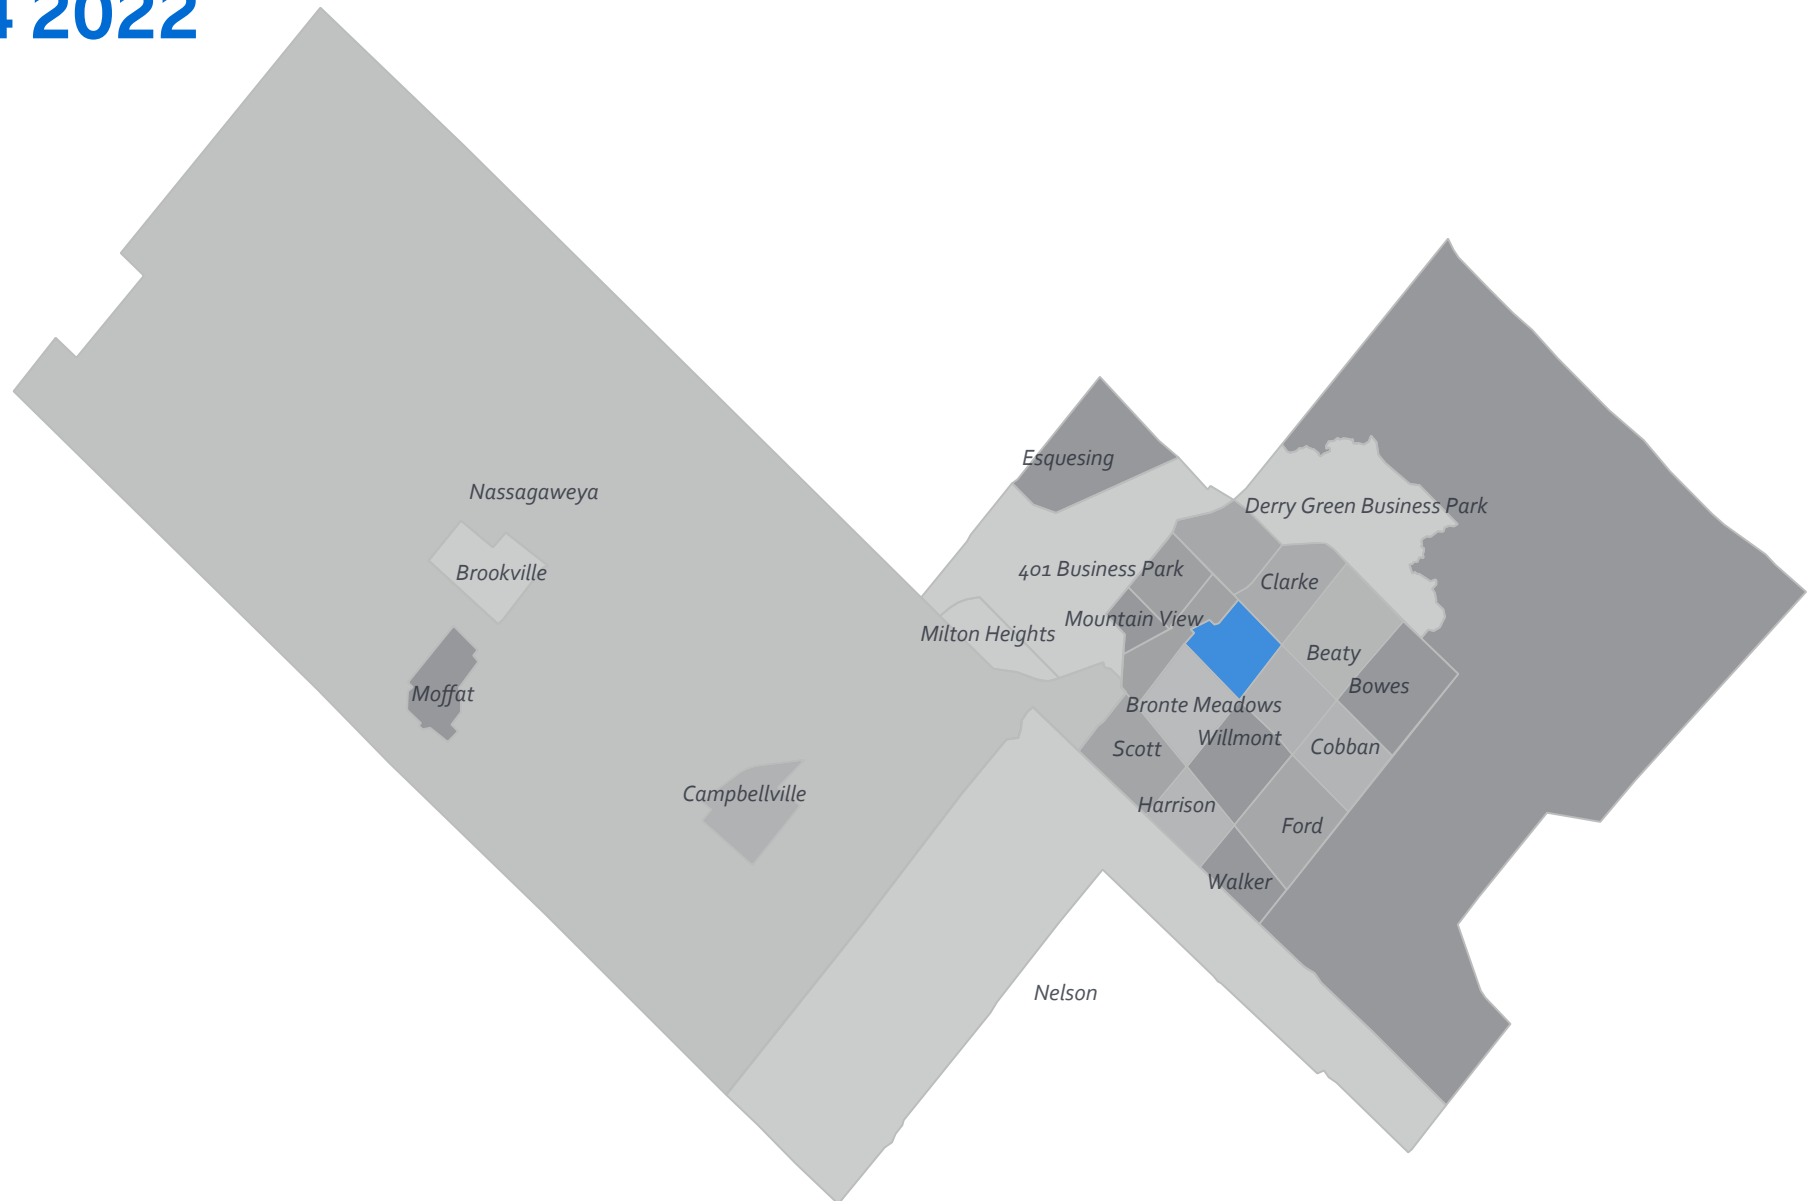 4 2022
Esquesing
Nassagaweya
Derry Green Business Park
401 Business Park
Brookville
Clarke
Mountain View
Milton Heights
Beaty
Bowes
Moffat
Bronte Meadows
Willmont
Scott
Cobban
Campbellville
Harrison
Ford
Walker
Nelson